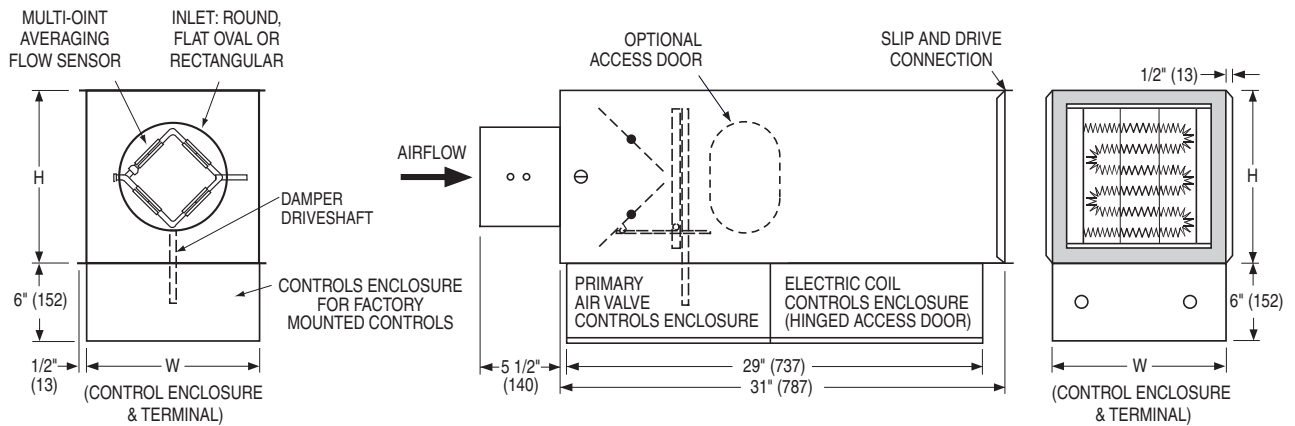 MULTI-OINT
AVERAGING
FLOW SENSOR
INLET: ROUND,
FLAT OVAL OR
RECTANGULAR
H
DAMPER
DRIVESHAFT
6" (152)
CONTROLS ENCLOSURE
FOR FACTORY
MOUNTED CONTROLS
1/2"
(13)
W
(CONTROL ENCLOSURE
& TERMINAL)
AIRFLOW
OPTIONAL
ACCESS DOOR
SLIP AND DRIVE
CONNECTION
PRIMARY
AIR VALVE
CONTROLS ENCLOSURE
ELECTRIC COIL
CONTROLS ENCLOSURE
(HINGED ACCESS DOOR)
5 1/2"
(140)
29" (737)
31" (787)
1/2" (13)
H
6" (152)
W
(CONTROL ENCLOSURE
& TERMINAL)